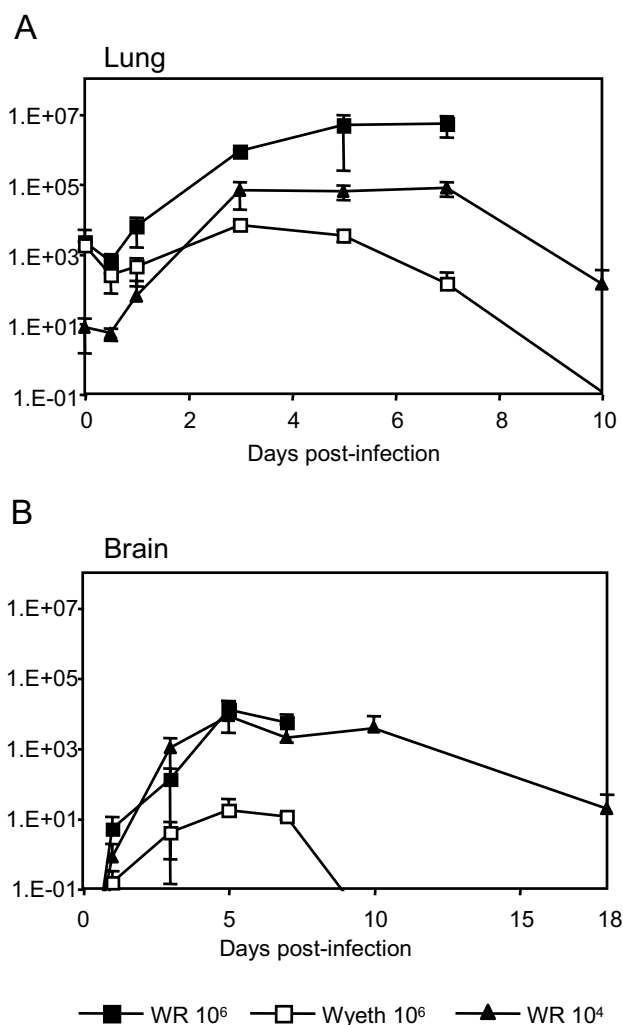 A
Lung
1.E+07
1.E+05
1.E+03
1.E+01
1.E-01
0 2 4 6 8 10
Days post-infection
B
Brain
1.E+07
1.E+05
1.E+03
1.E+01
1.E-01
0 5 10 15 18
Days post-infection
WR 10⁶ Wyeth 10⁶ WR 10⁴